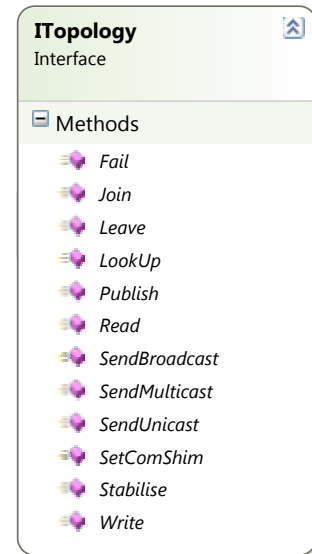 ITopology
Interface
Methods
Fail
Join
Leave
LookUp
Publish
Read
SendBroadcast
SendMulticast
SendUnicast
SetComShim
Stabilise
Write